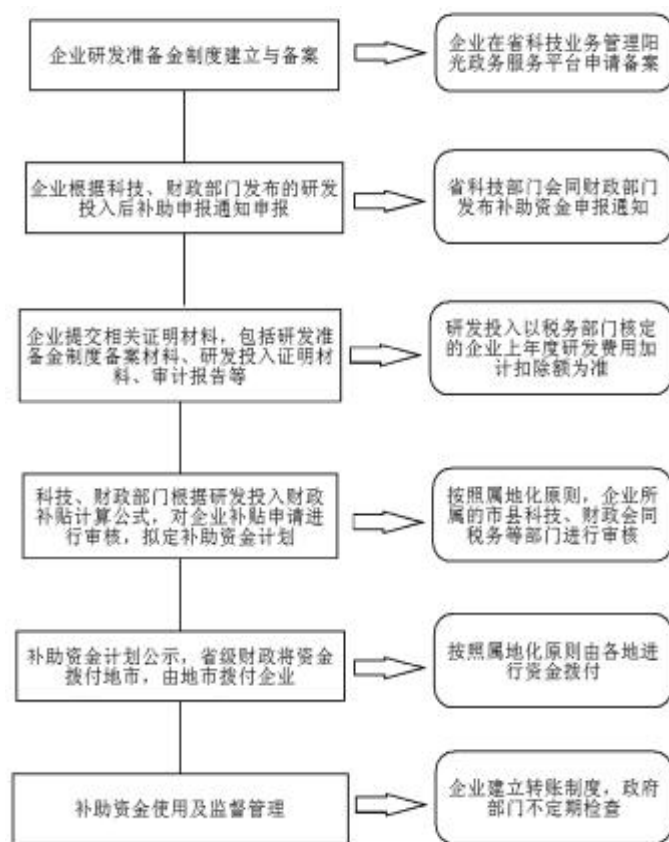 企业研发准备金制度建立与备案
企业在省科技业务管理阳
光政务服务平台申请备案
企业根据科技、财政部门发布的研发
投入后补助申报通知申报
省科技部门会同财政部门
发布补助资金申报通知
企业提交相关证明材料，包括研发准
备金制度备案材料、研发投入证明材
料、审计报告等
研发投入以税务部门核定
的企业上年度研发费用加
计扣除额为准
科技、财政部门根据研发投入财政
补贴计算公式，对企业补贴申请进
行审核，拟定补助资金计划
按照属地化原则，企业所
属的市县科技、财政会同
税务等部门进行审核
补助资金计划公示，省级财政将资金
拨付地市，由地市拨付企业
按照属地化原则由各地进
行资金拨付
补助资金使用及监督管理
企业建立转账制度，政府
部门不定期检查